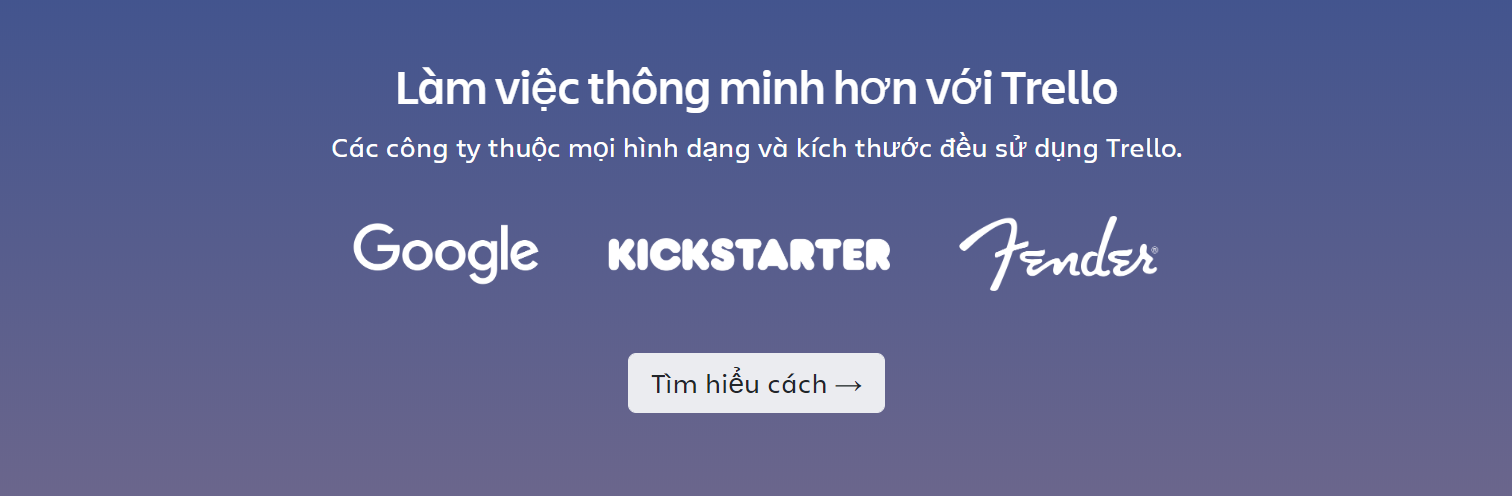 Làm việc thông minh hơn với Trello
Các công ty thuộc mọi hình dạng và kích thước đều sử dụng Trello.
Google KICKSTARTER Fender®
Tìm hiểu cách →